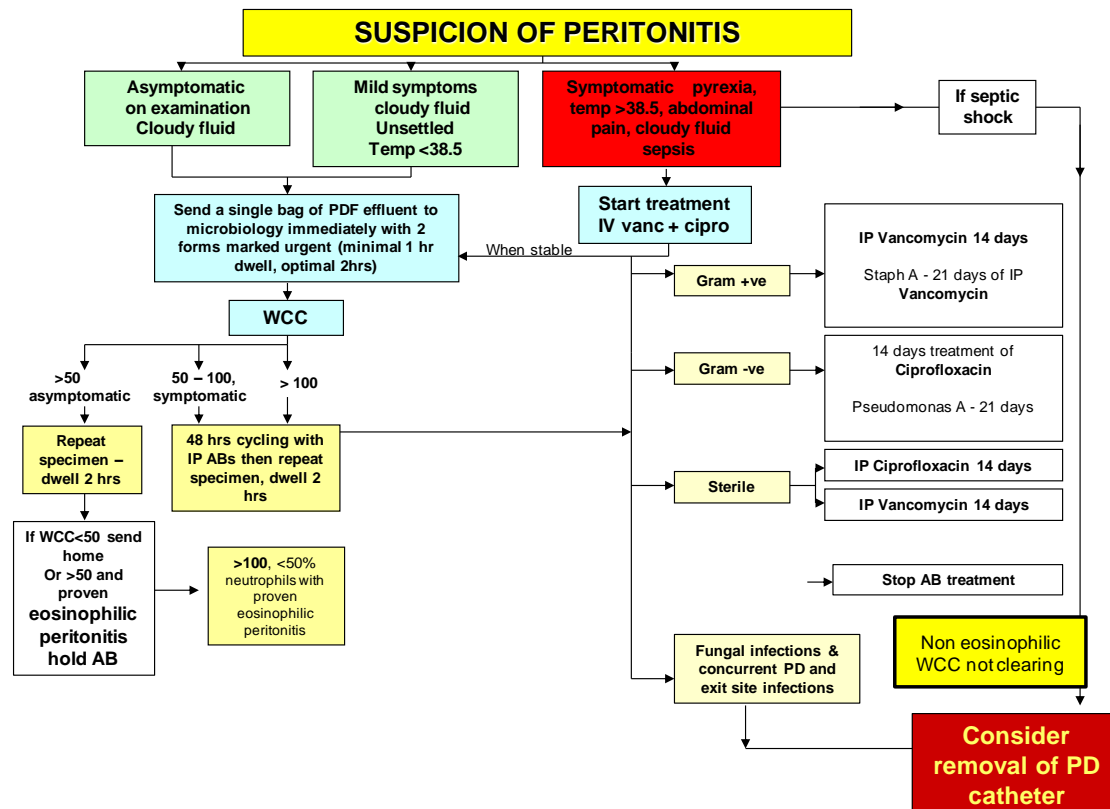 SUSPICION OF PERITONITIS
Asymptomatic
on examination
Cloudy fluid
Mild symptoms
cloudy fluid
Unsettled
Temp <38.5
Symptomatic pyrexia,
temp >38.5, abdominal
pain, cloudy fluid
sepsis
If septic
shock
Send a single bag of PDF effluent to
microbiology immediately with 2
forms marked urgent (minimal 1 hr
dwell, optimal 2hrs)
When stable
Start treatment
IV vanc + cipro
WCC
>50
asymptomatic
50 – 100,
symptomatic
> 100
Repeat
specimen –
dwell 2 hrs
48 hrs cycling with
IP ABs then repeat
specimen, dwell 2
hrs
If WCC<50 send
home
Or >50 and
proven
eosinophilic
peritonitis
hold AB
>100, <50%
neutrophils with
proven
eosinophilic
peritonitis
Gram +ve
IP Vancomycin 14 days
Staph A - 21 days of IP
Vancomycin
Gram -ve
14 days treatment of
Ciprofloxacin
Pseudomonas A - 21 days
Sterile
IP Ciprofloxacin 14 days
IP Vancomycin 14 days
Stop AB treatment
Fungal infections &
concurrent PD and
exit site infections
Non eosinophilic
WCC not clearing
Consider
removal of PD
catheter